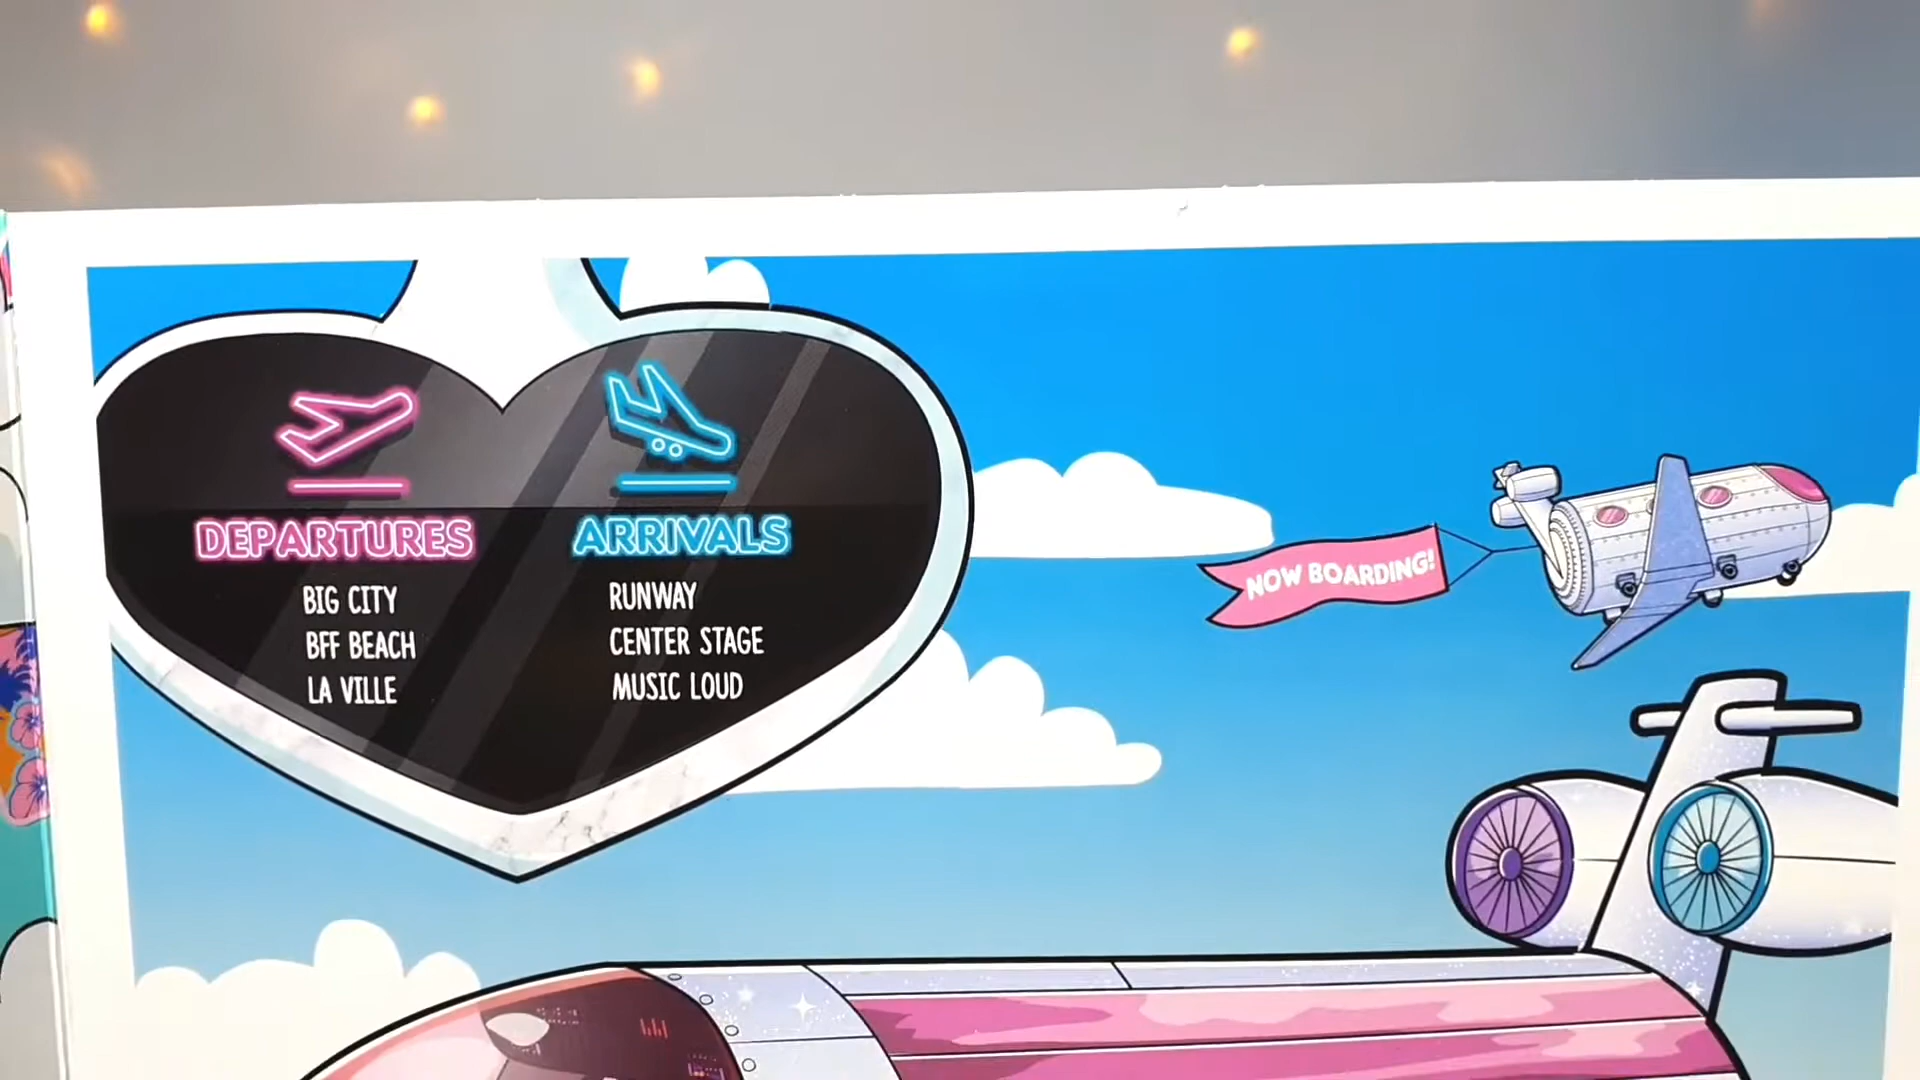 DEPARTURES
BIG CITY
BFF BEACH
LA VILLE
ARRIVALS
RUNWAY
CENTER STAGE
MUSIC LOUD
NOW BOARDING!